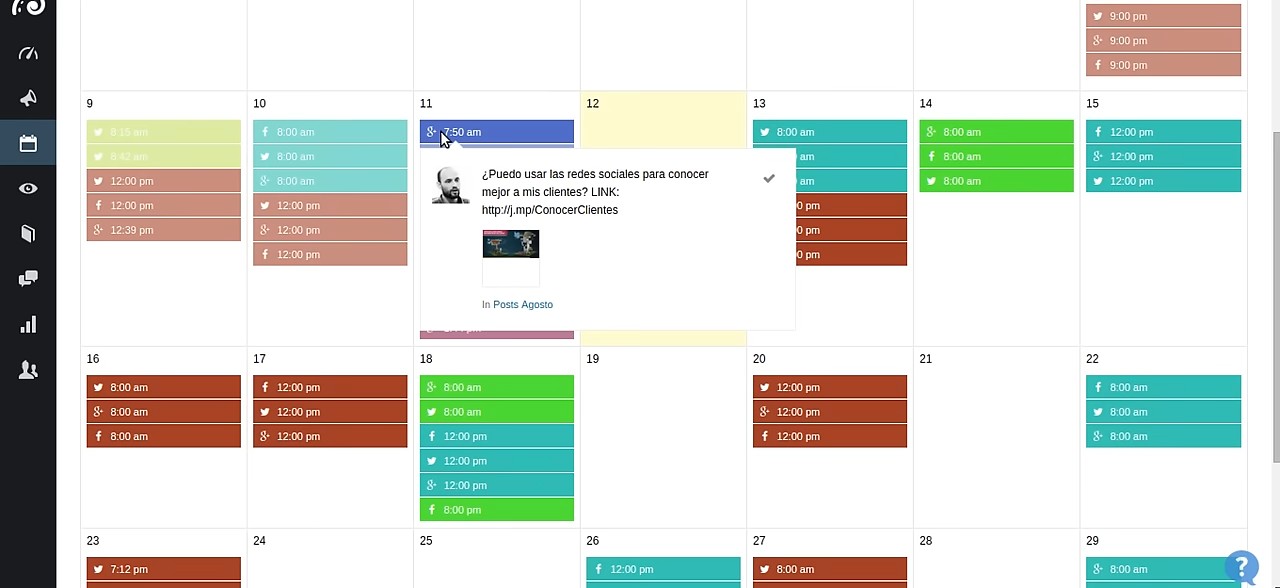 9:00 pm
9:00 pm
9:00 pm
9
10
11
12
13
14
15
8:15 am
8:00 am
7:50 am
8:00 am
8:00 am
12:00 pm
8:42 am
8:00 am
am
8:00 am
12:00 pm
12:00 pm
8:00 am
am
8:00 am
12:00 pm
12:00 pm
12:00 pm
0 pm
12:39 pm
12:00 pm
0 pm
12:00 pm
0 pm
¿Puedo usar las redes sociales para conocer
mejor a mis clientes? LINK:
http://j.mp/ConocerClientes
In Posts Agosto
16
17
18
19
20
21
22
8:00 am
12:00 pm
8:00 am
12:00 pm
8:00 am
8:00 am
12:00 pm
8:00 am
12:00 pm
8:00 am
8:00 am
12:00 pm
12:00 pm
12:00 pm
8:00 am
12:00 pm
12:00 pm
8:00 pm
23
24
25
26
27
28
29
7:12 pm
12:00 pm
8:00 am
8:00 am
?